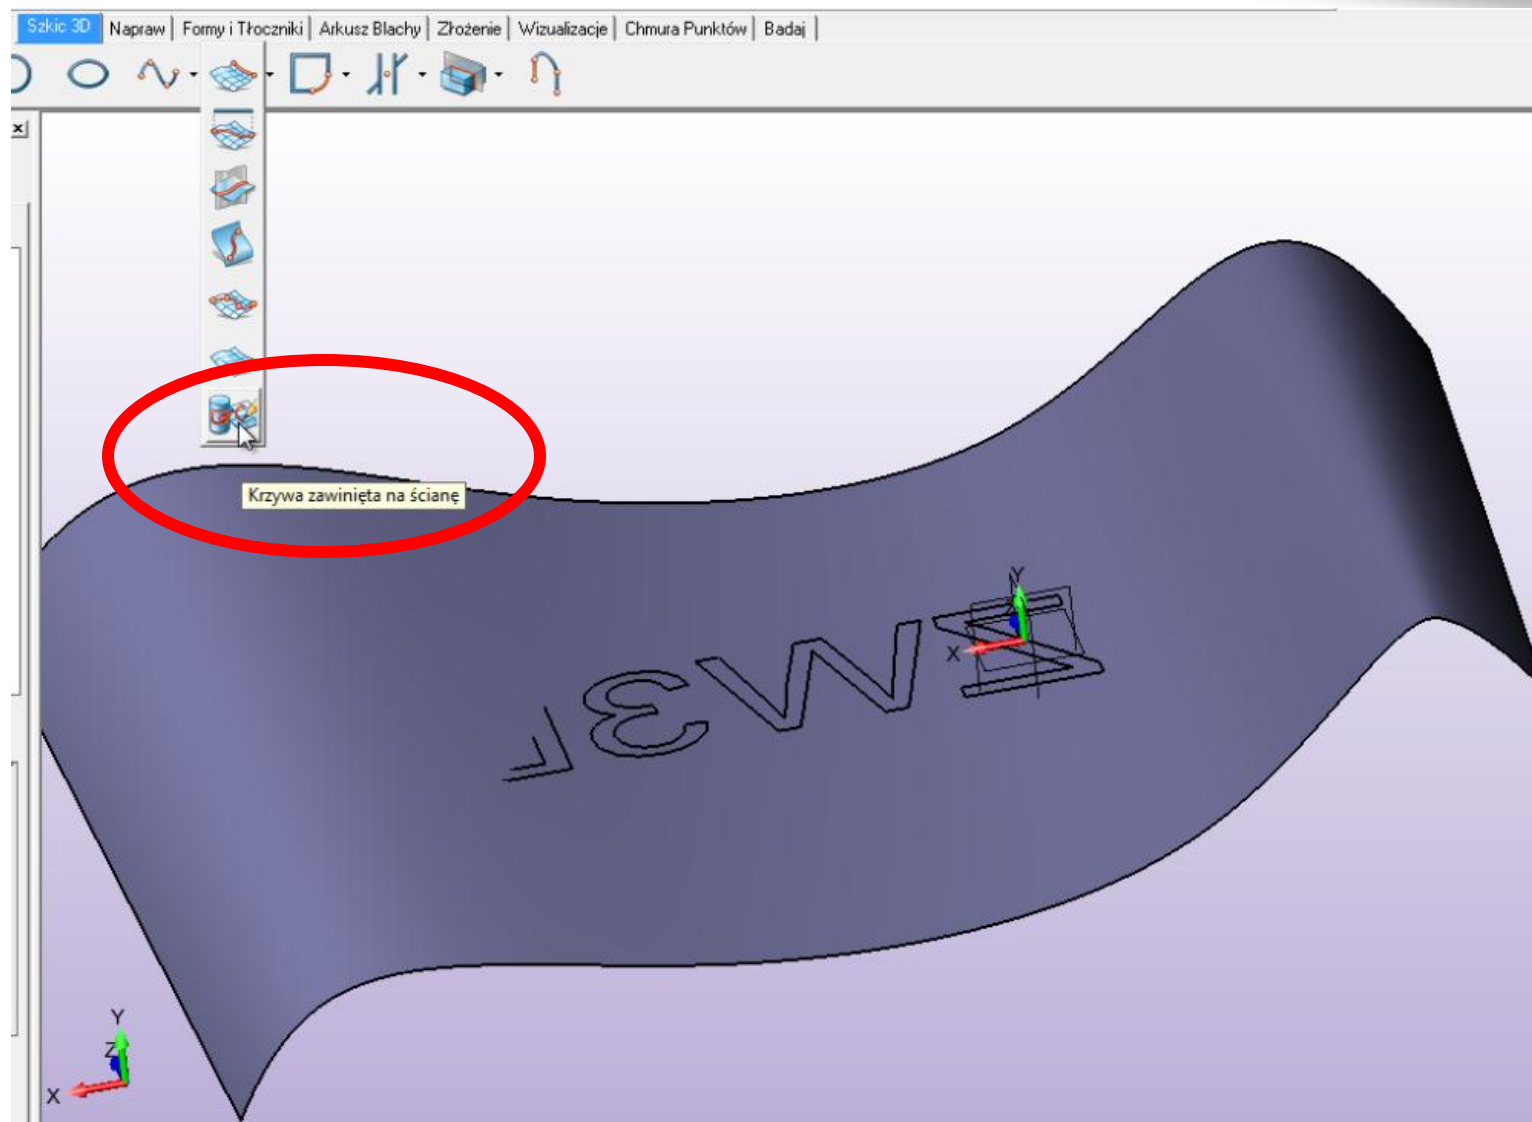 Szkic 3D
Napraw
Formy i Tłoczniki
Arkusz Blachy
Złożenie
Wizualizacje
Chmura Punktów
Badaj
Krzywa zawinięta na ścianę
Y
X
Y
Z
X